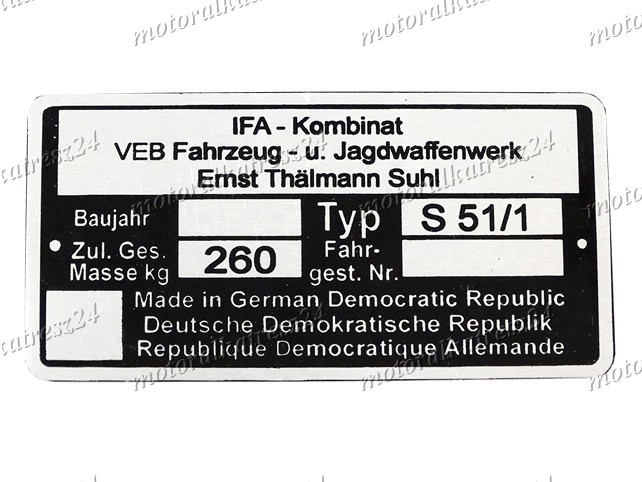 IFA - Kombinat
VEB Fahrzeug - u. Jagdwaffenwerk
Ernst Thälmann Suhl
Baujahr Typ S 51/1
Zul. Ges. Masse kg 260 Fahr- gest. Nr.
Made in German Democratic Republic
Deutsche Demokratische Republik
Republique Democratique Allemande
motoralkatresz24